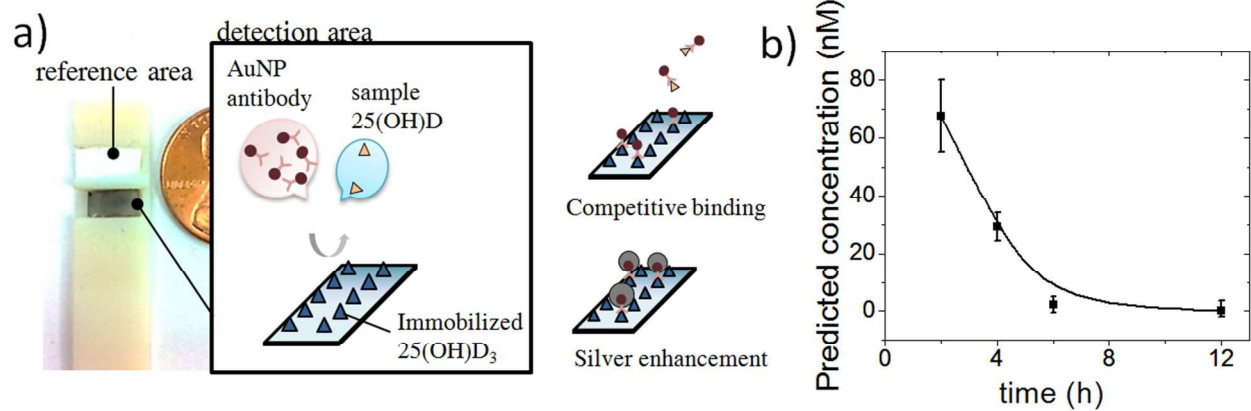 a)
detection area
reference area
AuNP
antibody
sample
25(OH)D
Immobilized
25(OH)D₃
Competitive binding
Silver enhancement
b)
Predicted concentration (nM)
80
60
40
20
0
0
4
8
12
time (h)